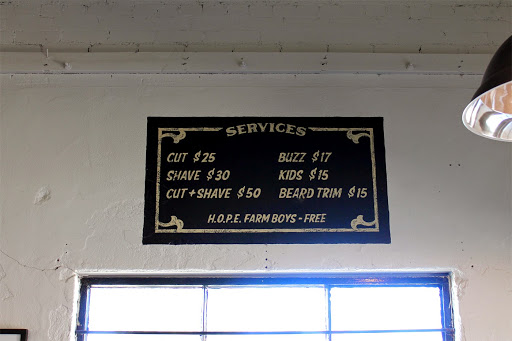 SERVICES
CUT $25
SHAVE $30
CUT + SHAVE $50
BUZZ $17
KIDS $15
BEARD TRIM $15
H.O.P.E. FARM BOYS - FREE